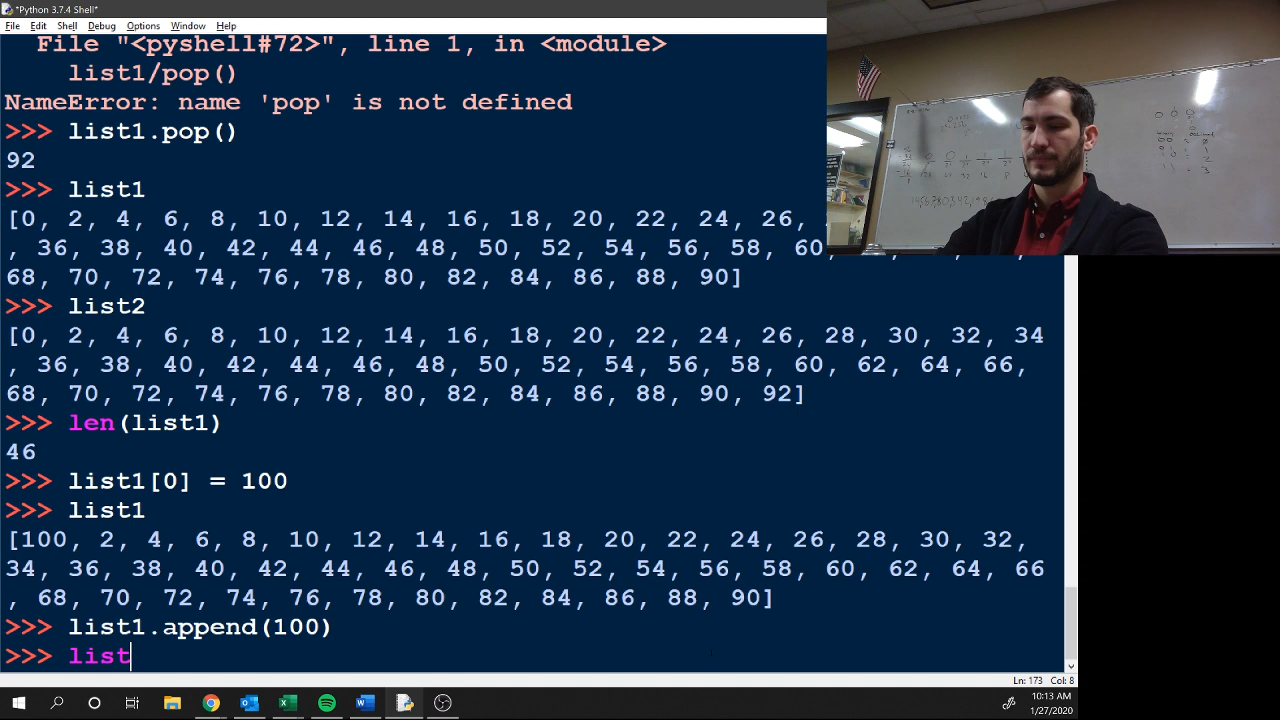 *Python 3.7.4 Shell*
File Edit Shell Debug Options Window Help
File "<pyshell#72>", line 1, in <module>
list1/pop()
NameError: name 'pop' is not defined
>>> list1.pop()
92
>>> list1
[0, 2, 4, 6, 8, 10, 12, 14, 16, 18, 20, 22, 24, 26,
, 36, 38, 40, 42, 44, 46, 48, 50, 52, 54, 56, 58, 60
68, 70, 72, 74, 76, 78, 80, 82, 84, 86, 88, 90]
>>> list2
[0, 2, 4, 6, 8, 10, 12, 14, 16, 18, 20, 22, 24, 26, 28, 30, 32, 34
, 36, 38, 40, 42, 44, 46, 48, 50, 52, 54, 56, 58, 60, 62, 64, 66,
68, 70, 72, 74, 76, 78, 80, 82, 84, 86, 88, 90, 92]
>>> len(list1)
46
>>> list1[0] = 100
>>> list1
[100, 2, 4, 6, 8, 10, 12, 14, 16, 18, 20, 22, 24, 26, 28, 30, 32,
34, 36, 38, 40, 42, 44, 46, 48, 50, 52, 54, 56, 58, 60, 62, 64, 66
, 68, 70, 72, 74, 76, 78, 80, 82, 84, 86, 88, 90]
>>> list1.append(100)
>>> list
Ln: 173 Col: 8
10:13 AM
1/27/2020